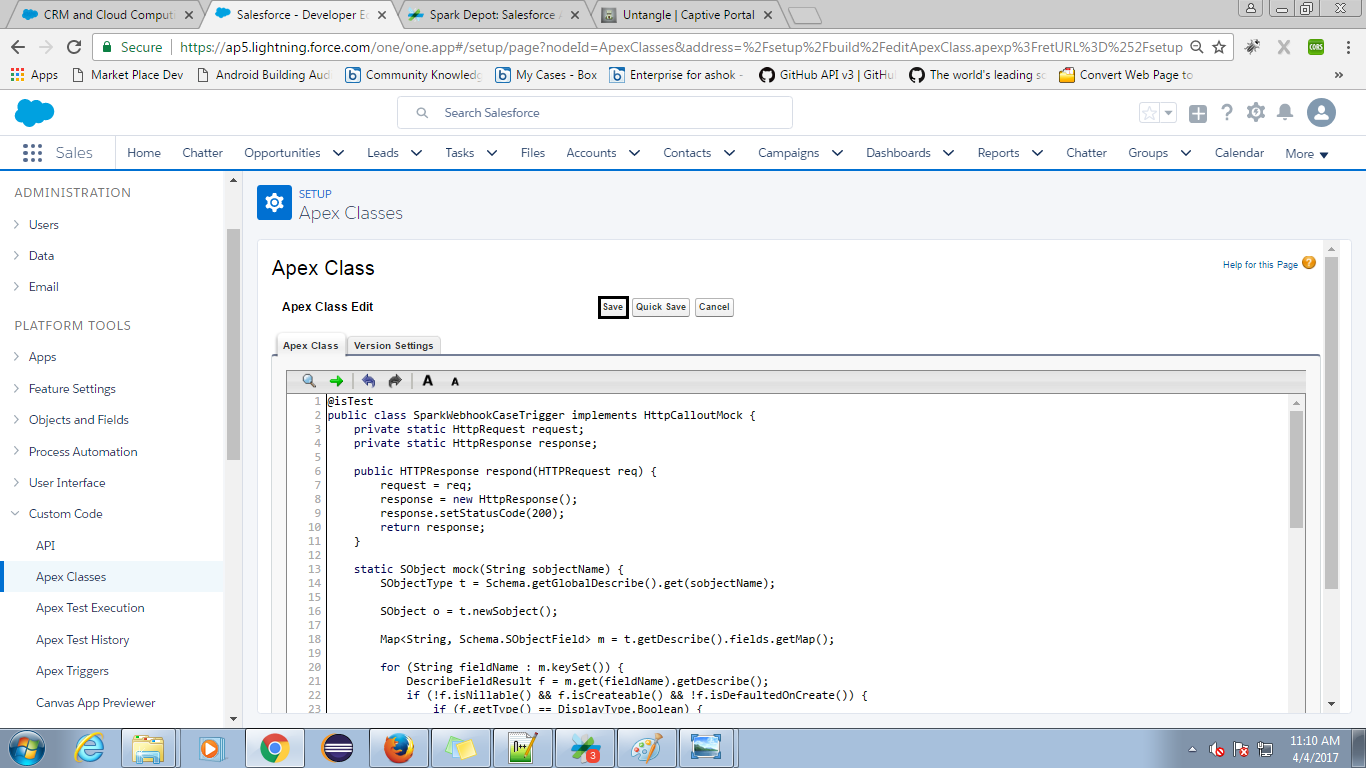 CRM and Cloud Computi
Salesforce - Developer Ed
Spark Depot: Salesforce A
Untangle | Captive Portal
Secure
https://ap5.lightning.force.com/one/one.app#/setup/page?nodeId=ApexClasses&address=%2Fsetup%2Fbuild%2FeditApexClass.apexp%3FretURL%3D%252Fsetup
CORS
Apps
Market Place Dev
Android Building Aud
Community Knowledg
My Cases - Box
Enterprise for ashok -
GitHub API v3 | GitHu
The world's leading so
Convert Web Page to
»
Search Salesforce
Sales
Home
Chatter
Opportunities
Leads
Tasks
Files
Accounts
Contacts
Campaigns
Dashboards
Reports
Chatter
Groups
Calendar
More
ADMINISTRATION
Users
Data
Email
PLATFORM TOOLS
Apps
Feature Settings
Objects and Fields
Process Automation
User Interface
Custom Code
API
Apex Classes
Apex Test Execution
Apex Test History
Apex Triggers
Canvas App Previewer
SETUP
Apex Classes
Apex Class
Help for this Page ?
Apex Class Edit
Save
Quick Save
Cancel
Apex Class
Version Settings
A A
1 @isTest
2 public class SparkWebhookCaseTrigger implements HttpCalloutMock {
3 private static HttpRequest request;
4 private static HttpResponse response;
5
6 public HTTPResponse respond(HTTPRequest req) {
7 request = req;
8 response = new HttpResponse();
9 response.setStatusCode(200);
10 return response;
11 }
12
13 static SObject mock(String sobjectName) {
14 SObjectType t = Schema.getGlobalDescribe().get(sobjectName);
15
16 SObject o = t.newSobject();
17
18 Map<String, Schema.SObjectField> m = t.getDescribe().fields.getMap();
19
20 for (String fieldName : m.keySet()) {
21 DescribeFieldResult f = m.get(fieldName).getDescribe();
22 if (!f.isNillable() && f.isCreateable() && !f.isDefaultedOnCreate()) {
23 if (f.getType() == DisplayType.Boolean) {
3
11:10 AM
4/4/2017